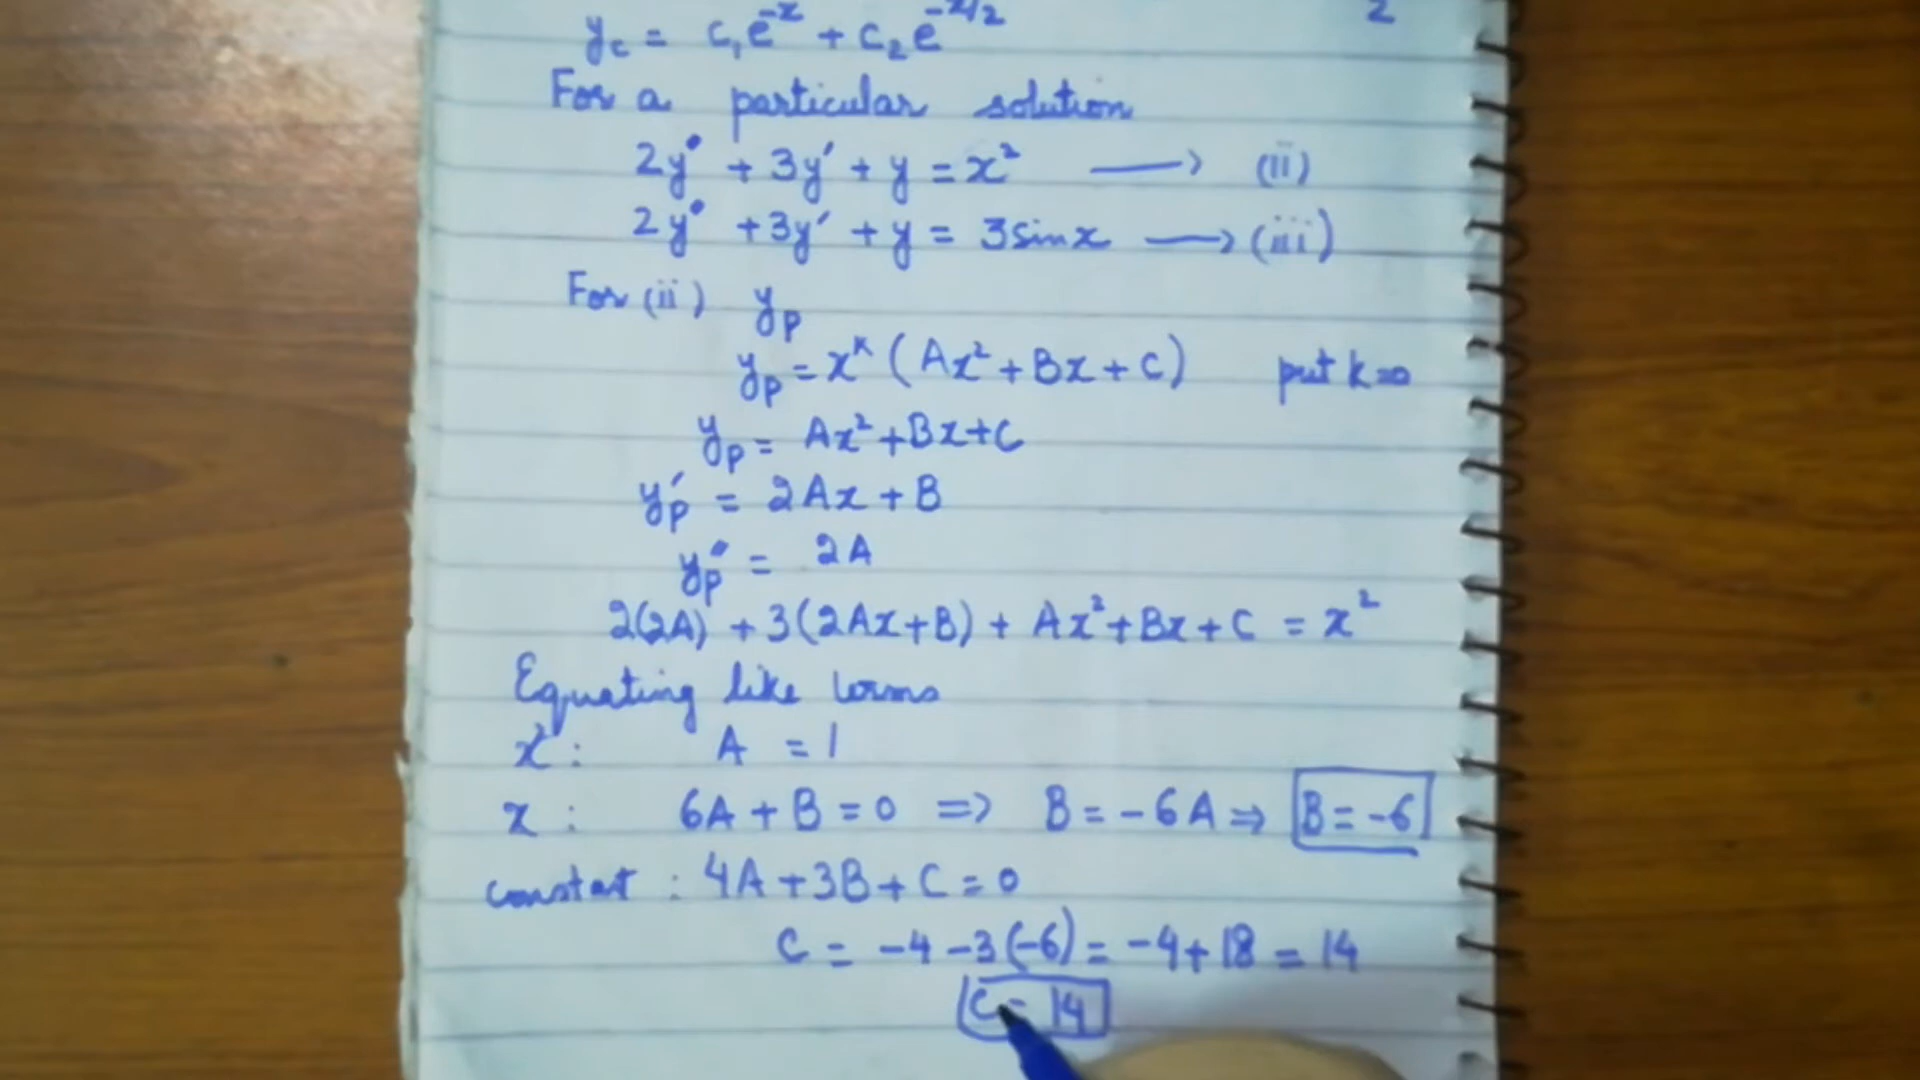 2
y_c = c₁e^{-x} + c₂e^{-x/2}
For a particular solution
2y" + 3y' + y = x² ⟶ (ii)
2y" + 3y' + y = 3sinx ⟶ (iii)
For (ii) y_p
y_p = x^k (Ax² + Bx + C) put k=0
y_p = Ax² + Bx + C
y'_p = 2Ax + B
y"_p = 2A
2(2A) + 3(2Ax + B) + Ax² + Bx + C = x²
Equating like terms
x² : A = 1
x : 6A + B = 0 ⇒ B = -6A ⇒ B = -6
constant : 4A + 3B + C = 0
C = -4 -3(-6) = -4 + 18 = 14
C = 14